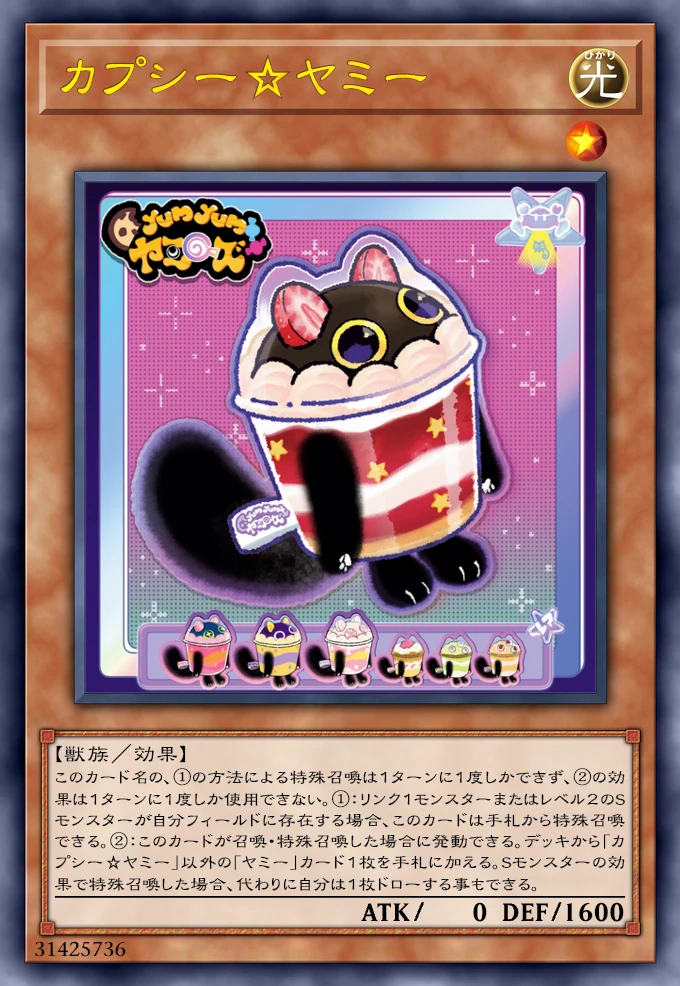 カプシー☆ヤミー
ひかり
光
yum yum
ヤミーズ
【獣族／効果】
このカード名の、①の方法による特殊召喚は1ターンに1度しかできず、②の効
果は1ターンに1度しか使用できない。①：リンク1モンスターまたはレベル2のS
モンスターが自分フィールドに存在する場合、このカードは手札から特殊召喚
できる。②：このカードが召喚・特殊召喚した場合に発動できる。デッキから「カ
プシー☆ヤミー」以外の「ヤミー」カード1枚を手札に加える。Sモンスターの効
果で特殊召喚した場合、代わりに自分は1枚ドローする事もできる。
ATK/ 0 DEF/1600
31425736